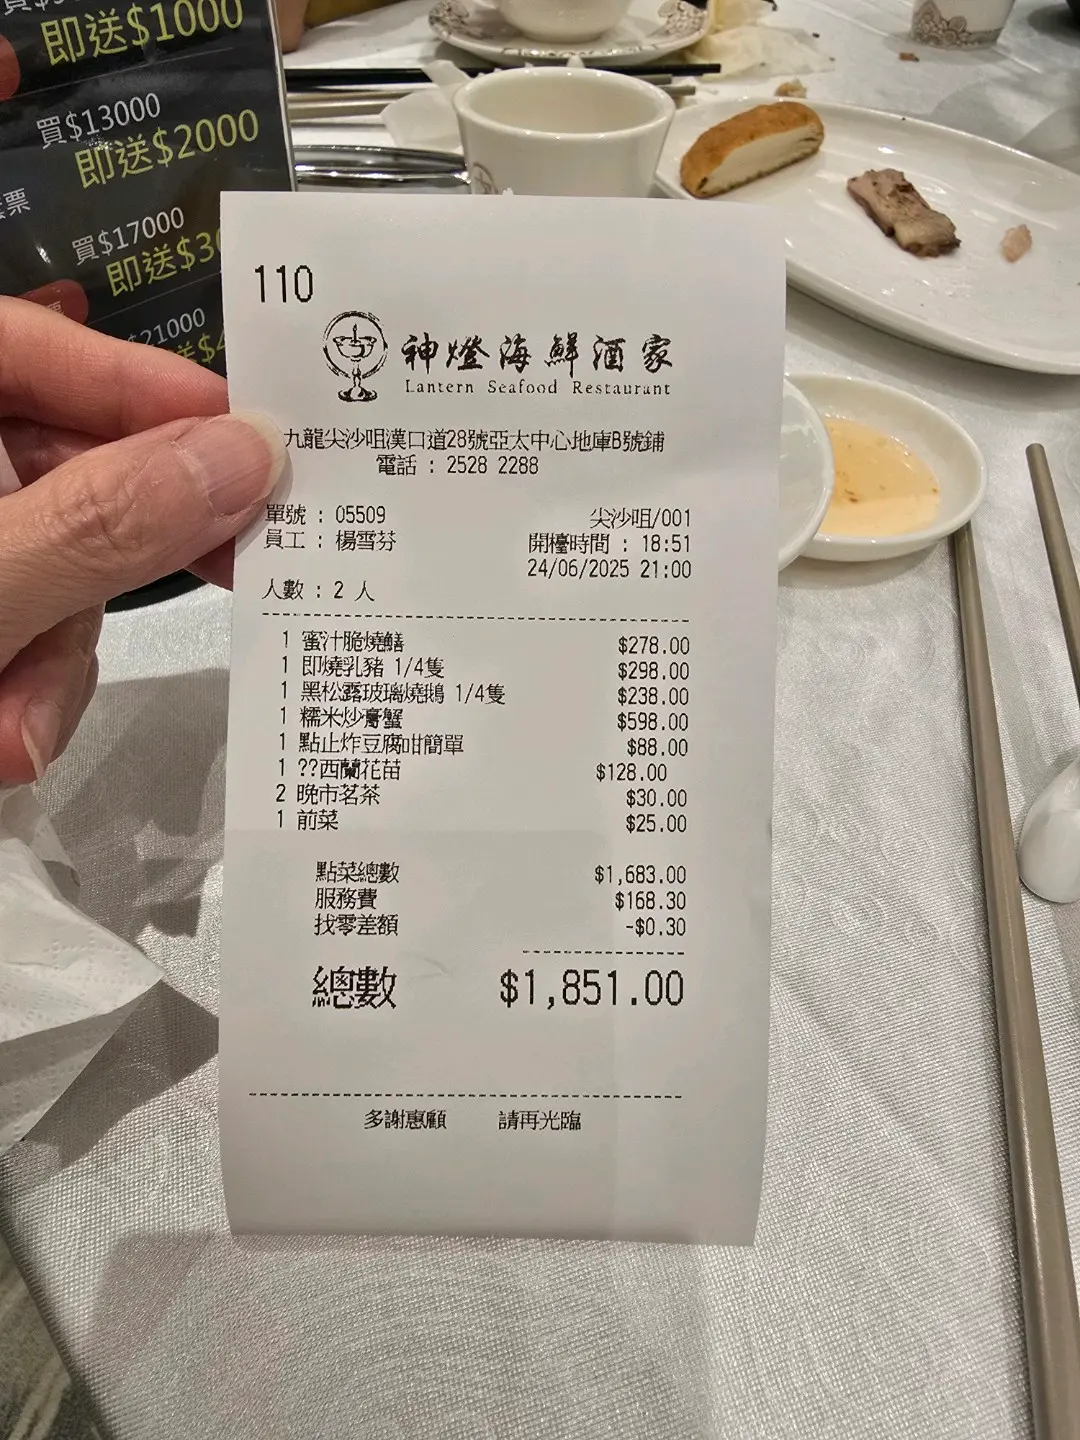 即送$1000
買$13000
即送$2000
票
買$17000
即送$3
$21000
送$
110
神燈海鮮酒家
Lantern Seafood Restaurant
九龍尖沙咀漢口道28號亞太中心地庫B號鋪
電話 : 2528 2288
單號 : 05509 尖沙咀/001
員工 : 楊雪芬 開檯時間 : 18:51
24/06/2025 21:00
人數 : 2 人
1 蜜汁脆燒鱔 $278.00
1 即燒乳豬 1/4隻 $298.00
1 黑松露玻璃燒鵝 1/4隻 $238.00
1 糯米炒膏蟹 $598.00
1 點止炸豆腐咁簡單 $88.00
1 ??西蘭花苗 $128.00
2 晚市茗茶 $30.00
1 前菜 $25.00
點菜總數 $1,683.00
服務費 $168.30
找零差額 -$0.30
總數 $1,851.00
多謝惠顧 請再光臨